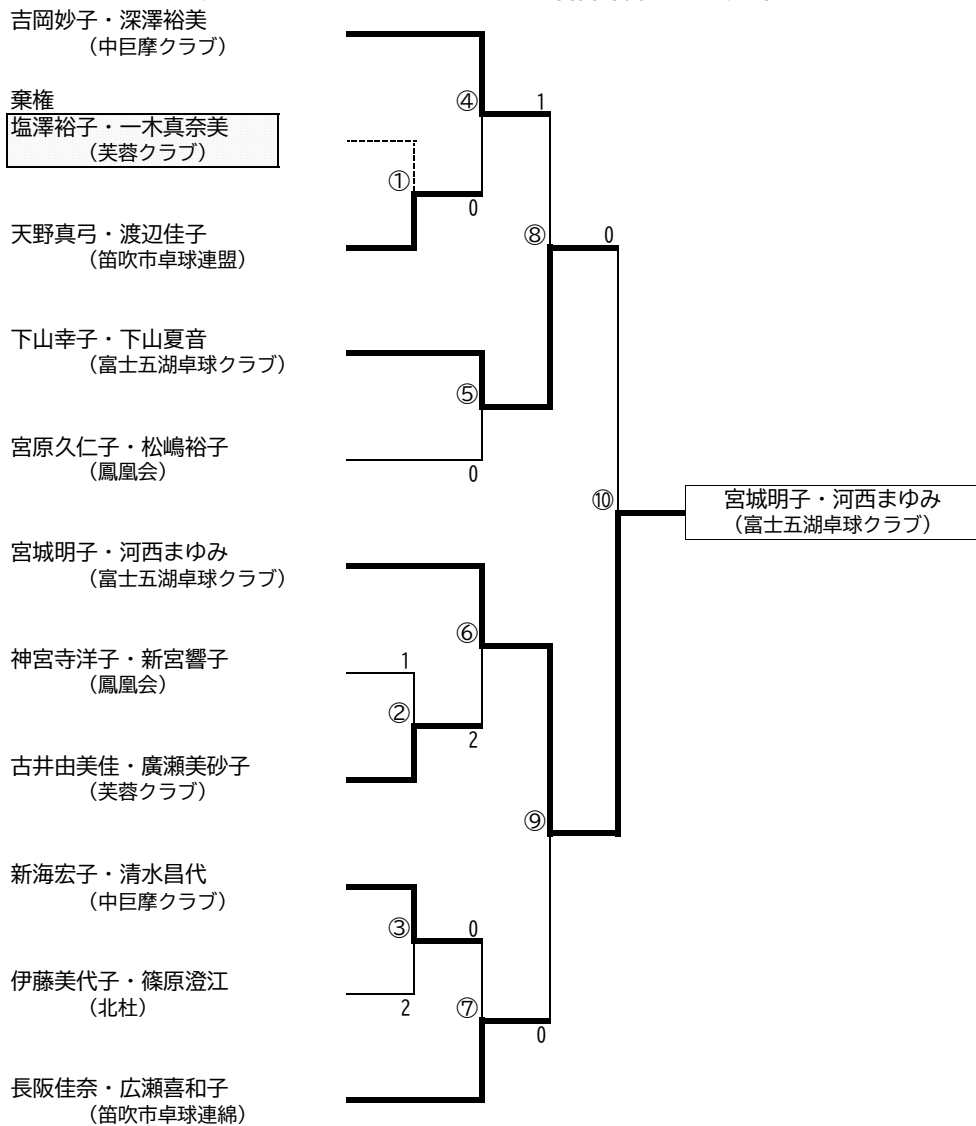 吉岡妙子・深澤裕美
（中巨摩クラブ）
④
1
棄権
塩澤裕子・一木真奈美
（芙蓉クラブ）
①
0
天野真弓・渡辺佳子
（笛吹市卓球連盟）
⑧
0
下山幸子・下山夏音
（富士五湖卓球クラブ）
⑤
宮原久仁子・松嶋裕子
（鳳凰会）
0
⑩
宮城明子・河西まゆみ
（富士五湖卓球クラブ）
宮城明子・河西まゆみ
（富士五湖卓球クラブ）
⑥
神宮寺洋子・新宮響子
（鳳凰会）
1
②
2
古井由美佳・廣瀬美砂子
（芙蓉クラブ）
⑨
新海宏子・清水昌代
（中巨摩クラブ）
③
0
伊藤美代子・篠原澄江
（北杜）
2
⑦
0
長阪佳奈・広瀬喜和子
（笛吹市卓球連綿）